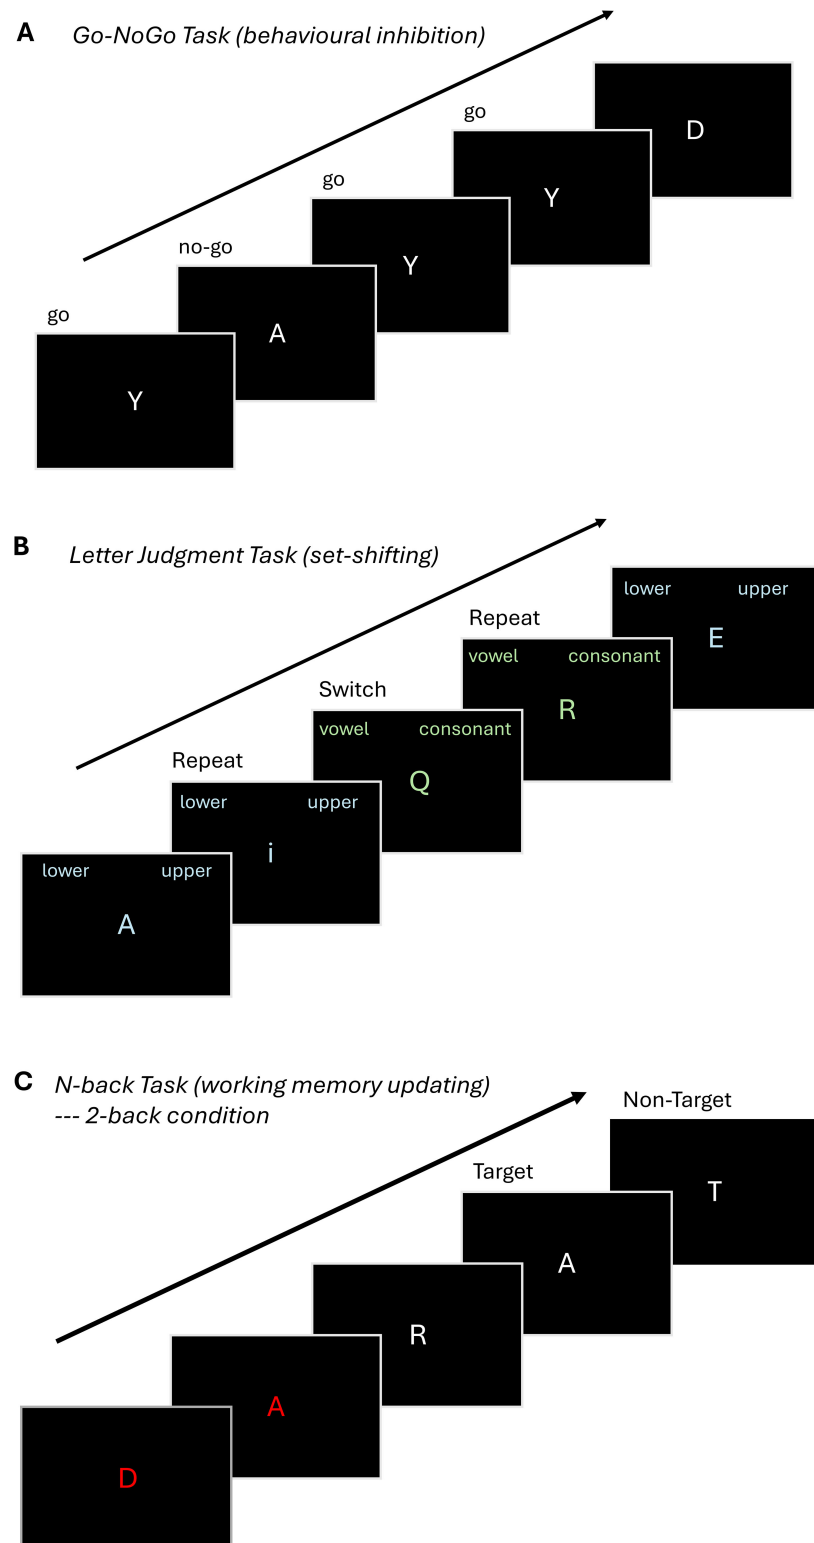 A
Go-NoGo Task (behavioural inhibition)
D
go
Y
go
Y
no-go
A
go
Y
B
Letter Judgment Task (set-shifting)
lower upper
E
Repeat
vowel consonant
R
Switch
vowel consonant
Q
Repeat
lower upper
i
lower upper
A
C
N-back Task (working memory updating)
--- 2-back condition
Non-Target
T
Target
A
R
A
D